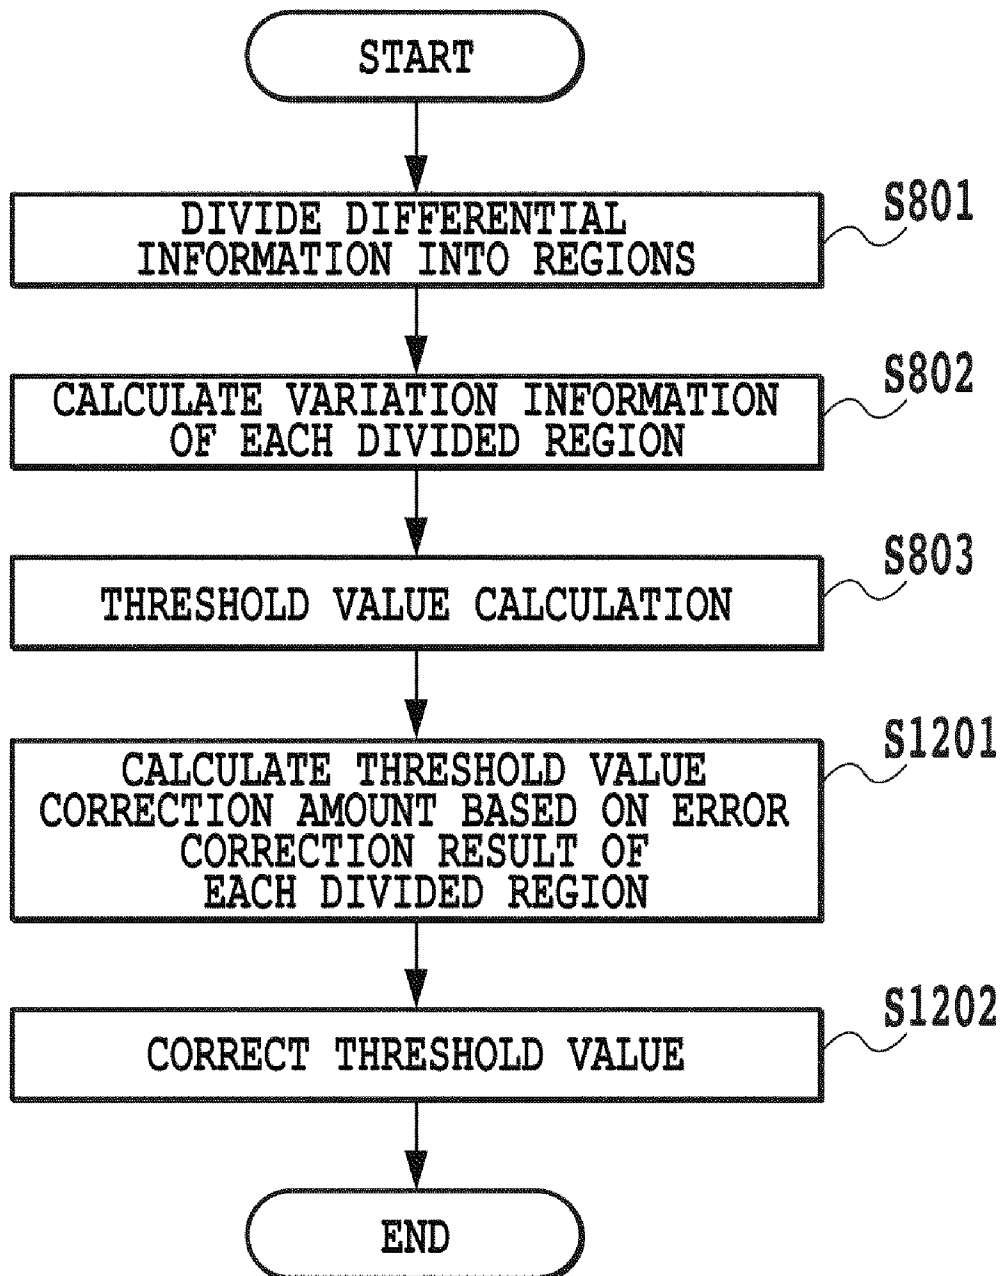 START
DIVIDE DIFFERENTIAL
INFORMATION INTO REGIONS
S801
CALCULATE VARIATION INFORMATION
OF EACH DIVIDED REGION
S802
THRESHOLD VALUE CALCULATION
S803
CALCULATE THRESHOLD VALUE
CORRECTION AMOUNT BASED ON ERROR
CORRECTION RESULT OF
EACH DIVIDED REGION
S1201
CORRECT THRESHOLD VALUE
S1202
END